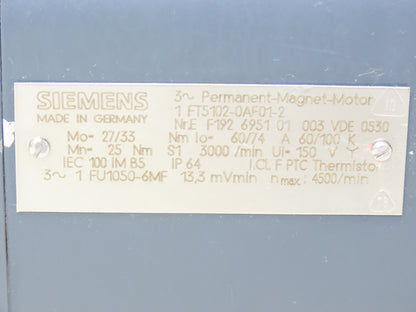 SIEMENS
MADE IN GERMANY
3~ Permanent-Magnet-Motor
1 FT5102-0AF01-2
Nr.E F192 6951 01 003 VDE 0530
Mo= 27/33 Nm Io= 60/74 A 60/100 K
Mn= 25 Nm S1 3000 /min Ui= 150 V Y
IEC 100 IM B5 IP 64 I.CL F PTC Thermistor
3~ 1 FU1050-6MF 13,3 mVmin nmax. 4500/min